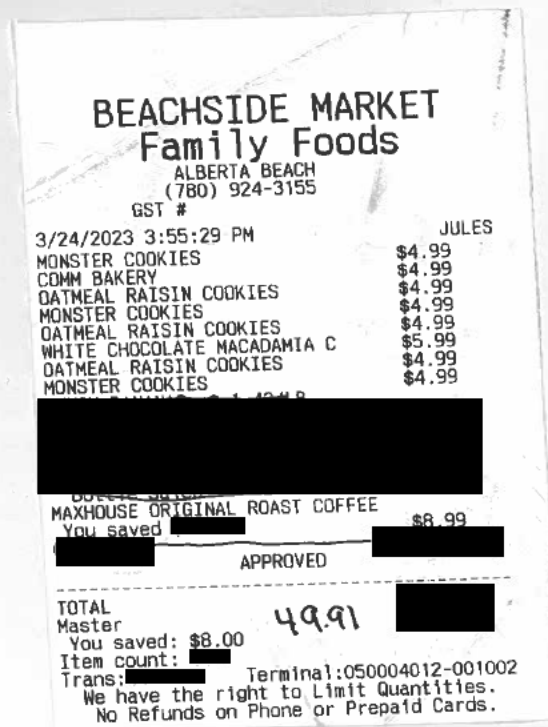 BEACHSIDE MARKET
Family Foods
ALBERTA BEACH
(780) 924-3155
GST #
3/24/2023 3:55:29 PM JULES
MONSTER COOKIES $4.99
COMM BAKERY $4.99
OATMEAL RAISIN COOKIES $4.99
MONSTER COOKIES $4.99
OATMEAL RAISIN COOKIES $4.99
WHITE CHOCOLATE MACADAMIA C $5.99
OATMEAL RAISIN COOKIES $4.99
MONSTER COOKIES $4.99
MAXHOUSE ORIGINAL ROAST COFFEE
You saved $8.99
APPROVED
TOTAL 49.91
Master
You saved: $8.00
Item count:
Trans: Terminal:050004012-001002
We have the right to Limit Quantities.
No Refunds on Phone or Prepaid Cards.